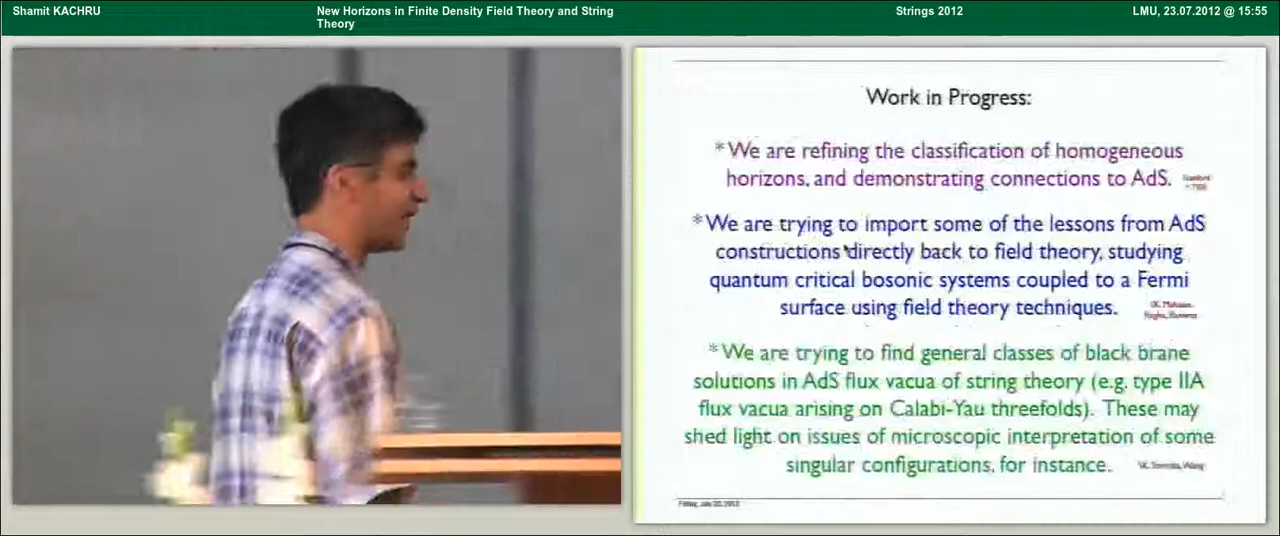 Shamit KACHRU
New Horizons in Finite Density Field Theory and String
Theory
Strings 2012
LMU, 23.07.2012 @ 15:55
Work in Progress:
*We are refining the classification of homogeneous
horizons, and demonstrating connections to AdS.
*We are trying to import some of the lessons from AdS
constructions directly back to field theory, studying
quantum critical bosonic systems coupled to a Fermi
surface using field theory techniques.
*We are trying to find general classes of black brane
solutions in AdS flux vacua of string theory (e.g. type IIA
flux vacua arising on Calabi-Yau threefolds). These may
shed light on issues of microscopic interpretation of some
singular configurations, for instance.